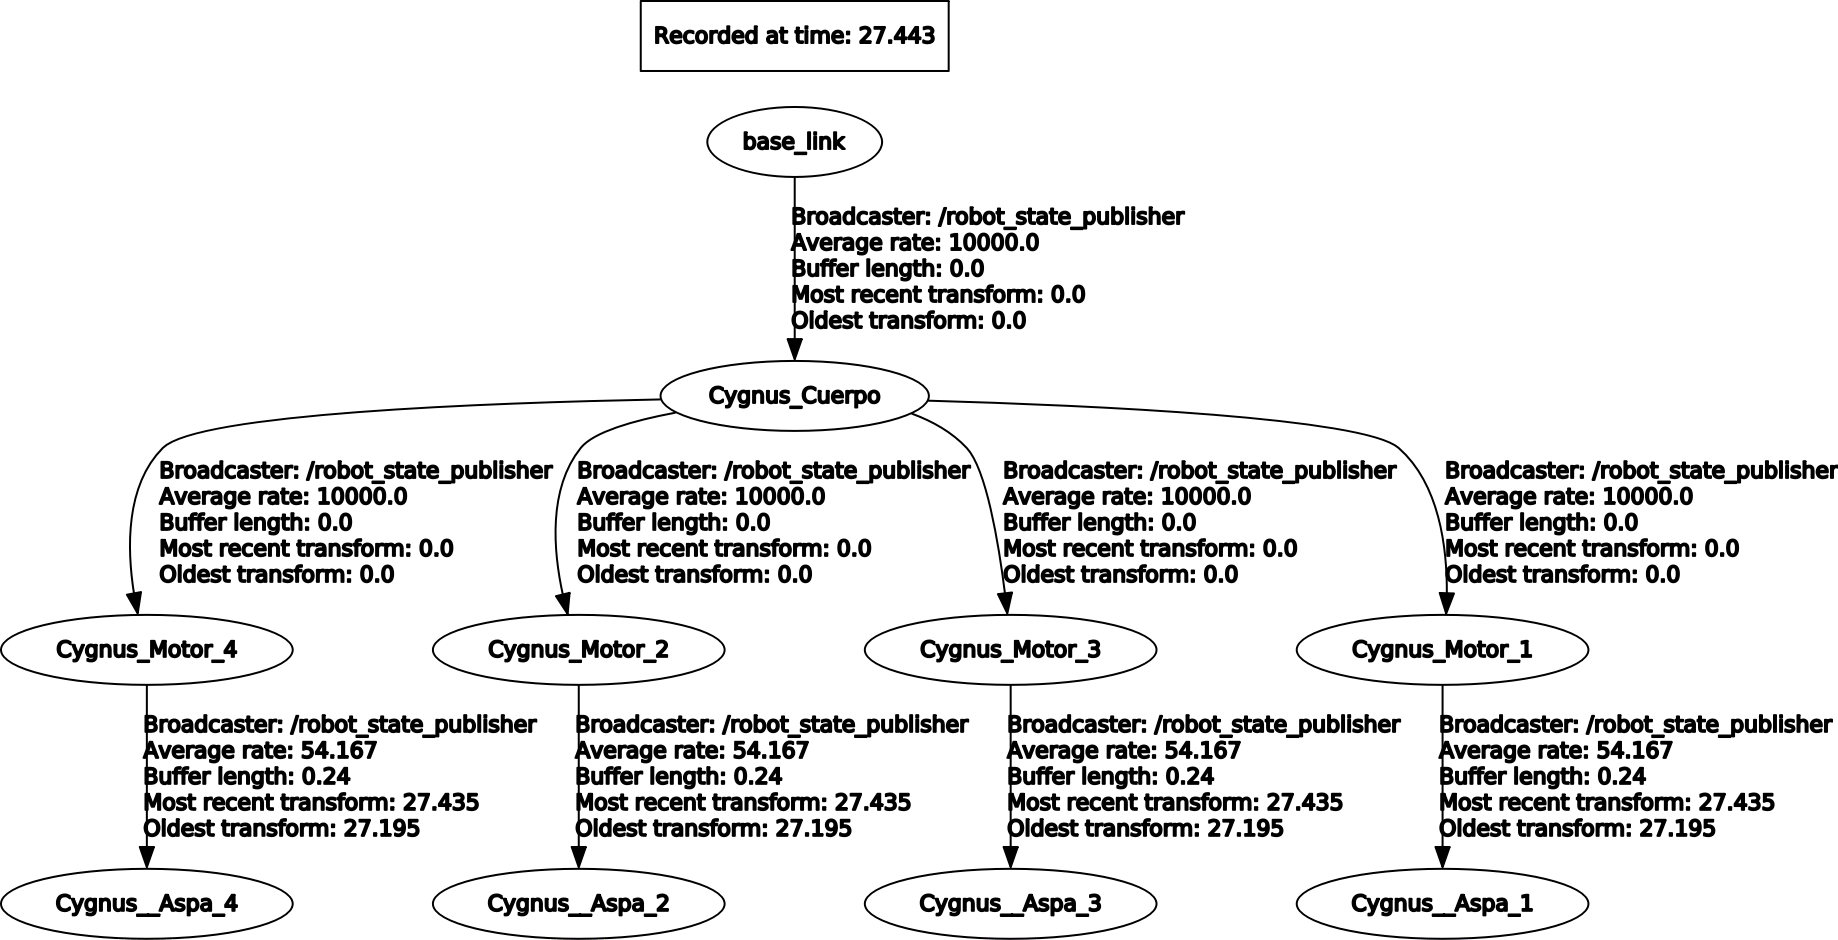 Recorded at time: 27.443
base_link
Broadcaster: /robot_state_publisher
Average rate: 10000.0
Buffer length: 0.0
Most recent transform: 0.0
Oldest transform: 0.0
Cygnus_Cuerpo
Broadcaster: /robot_state_publisher
Average rate: 10000.0
Buffer length: 0.0
Most recent transform: 0.0
Oldest transform: 0.0
Broadcaster: /robot_state_publisher
Average rate: 10000.0
Buffer length: 0.0
Most recent transform: 0.0
Oldest transform: 0.0
Broadcaster: /robot_state_publisher
Average rate: 10000.0
Buffer length: 0.0
Most recent transform: 0.0
Oldest transform: 0.0
Broadcaster: /robot_state_publisher
Average rate: 10000.0
Buffer length: 0.0
Most recent transform: 0.0
Oldest transform: 0.0
Cygnus_Motor_4
Cygnus_Motor_2
Cygnus_Motor_3
Cygnus_Motor_1
Broadcaster: /robot_state_publisher
Average rate: 54.167
Buffer length: 0.24
Most recent transform: 27.435
Oldest transform: 27.195
Broadcaster: /robot_state_publisher
Average rate: 54.167
Buffer length: 0.24
Most recent transform: 27.435
Oldest transform: 27.195
Broadcaster: /robot_state_publisher
Average rate: 54.167
Buffer length: 0.24
Most recent transform: 27.435
Oldest transform: 27.195
Broadcaster: /robot_state_publisher
Average rate: 54.167
Buffer length: 0.24
Most recent transform: 27.435
Oldest transform: 27.195
Cygnus__Aspa_4
Cygnus__Aspa_2
Cygnus__Aspa_3
Cygnus__Aspa_1